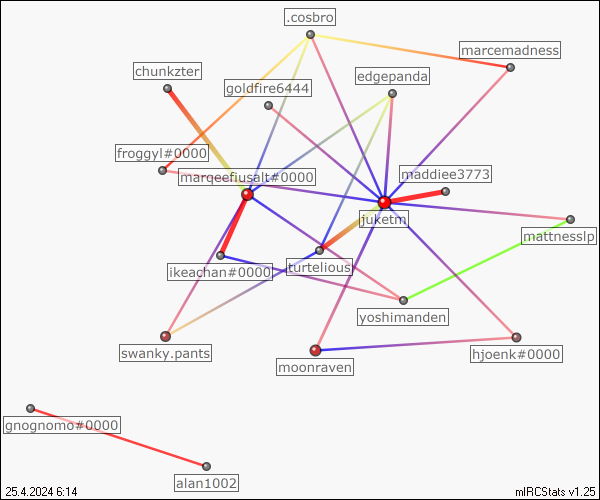 .cosbro
marcemadness
chunkzter
edgepanda
goldfire6444
froggyl#0000
marqeefiusalt#0000
maddiee3773
juketm
mattnesslp
ikeachan#0000
turtelious
yoshimanden
swanky.pants
moonraven
hjoenk#0000
gnognomo#0000
alan1002
25.4.2024 6:14
mIRCStats v1.25